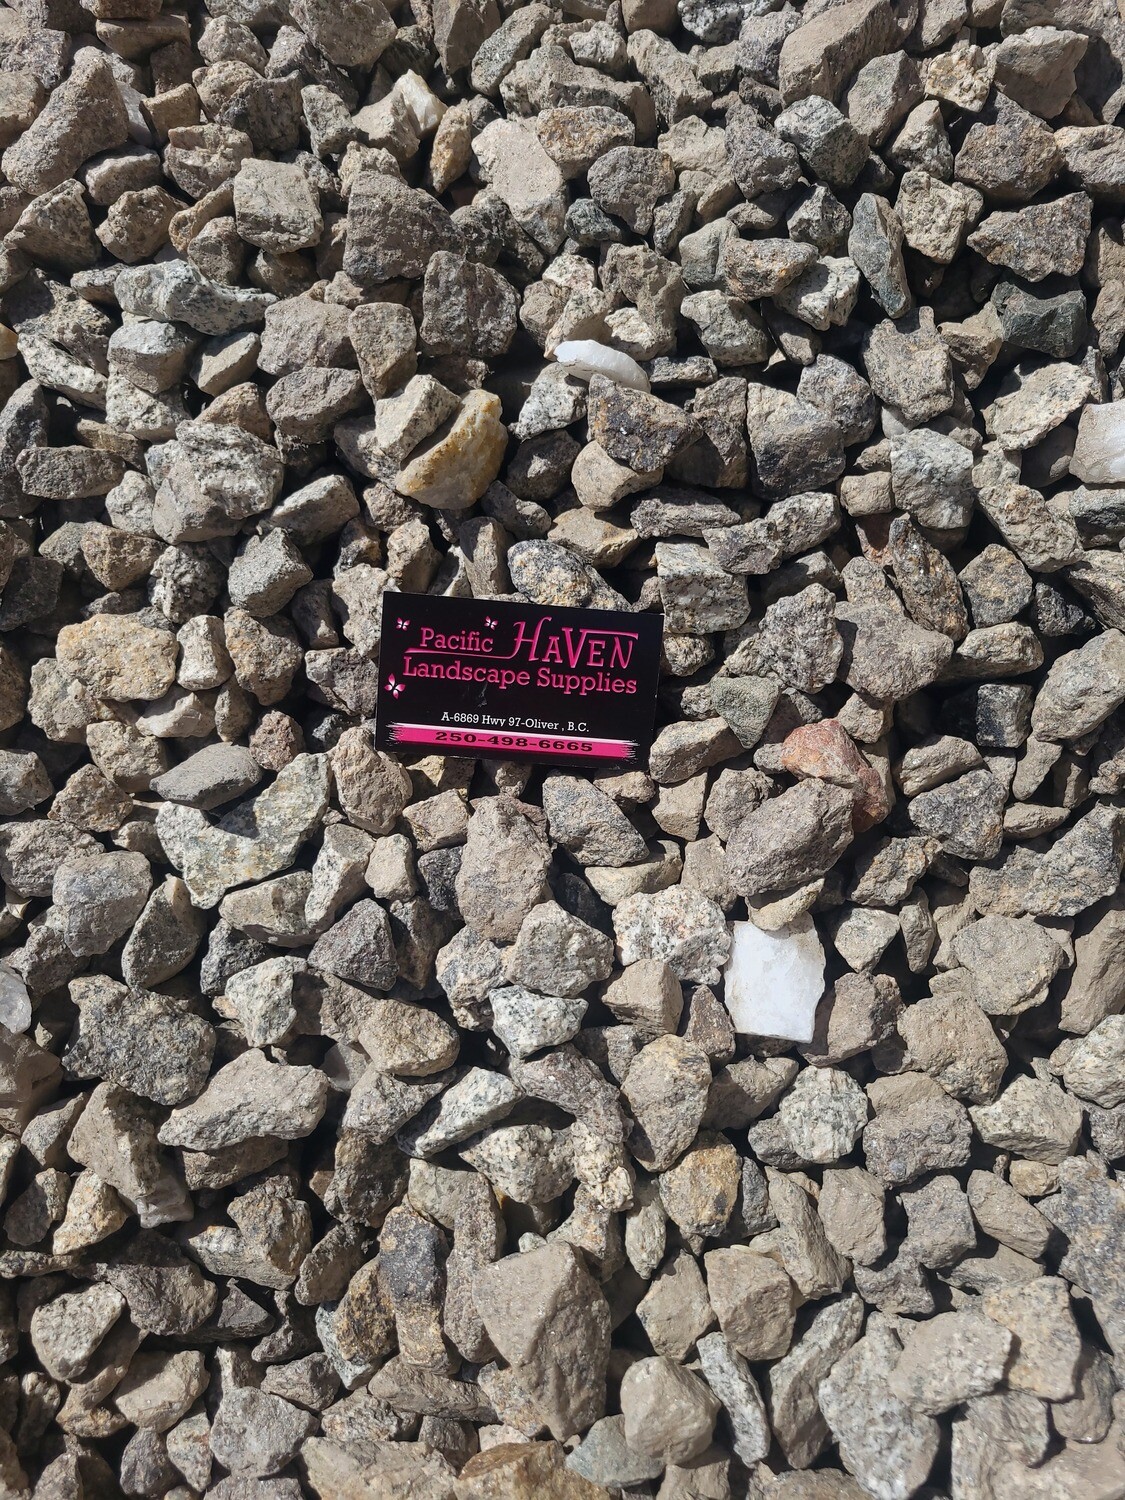 Pacific HAVEN
Landscape Supplies
A-6869 Hwy 97-Oliver , B.C.
250-498-6665